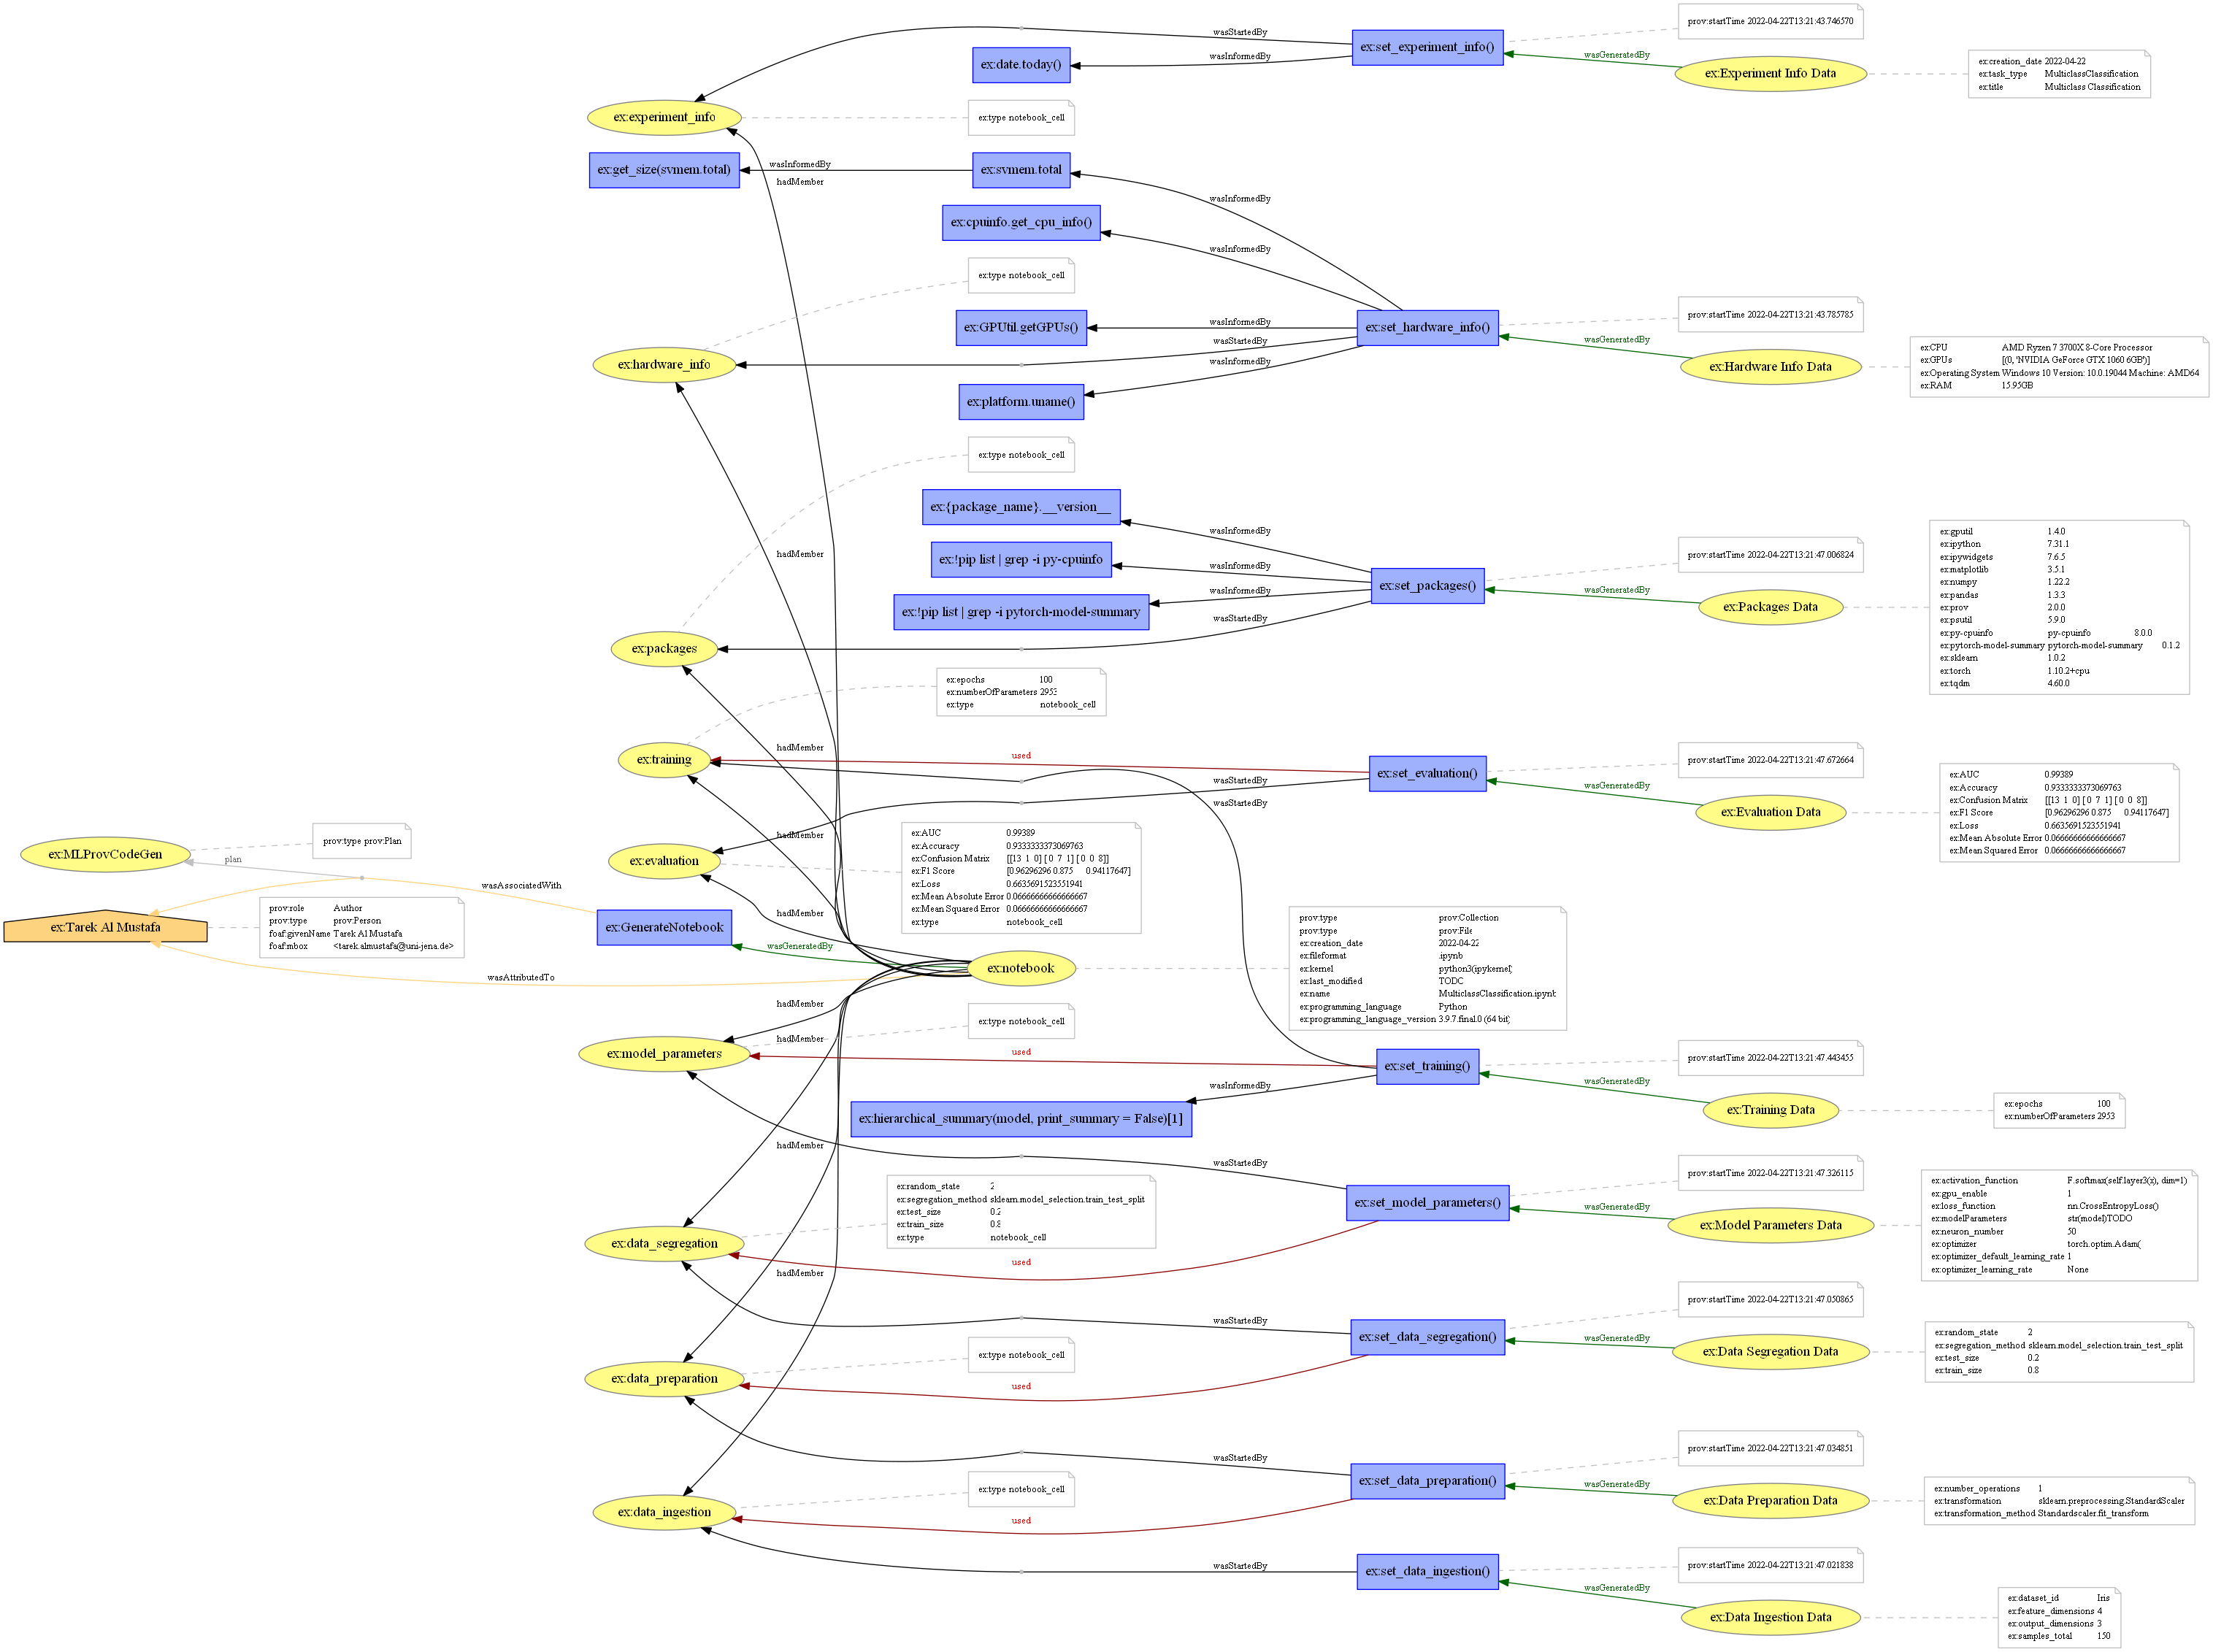 prov:startTime 2022-04-22T13:21:43.746570
wasStartedBy
ex:set_experiment_info()
wasInformedBy
ex:date.today()
wasGeneratedBy
ex:Experiment Info Data
ex:creation_date 2022-04-22
ex:task_type MulticlassClassification
ex:title Multiclass Classification
ex:experiment_info
ex:type notebook_cell
ex:get_size(svmem.total)
wasInformedBy
ex:svmem.total
hadMember
wasInformedBy
ex:cpuinfo.get_cpu_info()
wasInformedBy
ex:type notebook_cell
prov:startTime 2022-04-22T13:21:43.785785
ex:GPUtil.getGPUs()
wasInformedBy
ex:set_hardware_info()
wasStartedBy
wasGeneratedBy
ex:hardware_info
wasInformedBy
ex:Hardware Info Data
ex:CPU AMD Ryzen 7 3700X 8-Core Processor
ex:GPUs [(0, 'NVIDIA GeForce GTX 1060 6GB')]
ex:Operating System Windows 10 Version: 10.0.19044 Machine: AMD64
ex:RAM 15.95GB
ex:platform.uname()
ex:type notebook_cell
ex:{package_name}.__version__
wasInformedBy
hadMember
ex:!pip list | grep -i py-cpuinfo
wasInformedBy
prov:startTime 2022-04-22T13:21:47.006824
ex:set_packages()
wasInformedBy
wasGeneratedBy
ex:!pip list | grep -i pytorch-model-summary
wasStartedBy
ex:Packages Data
ex:gputil 1.4.0
ex:ipython 7.31.1
ex:ipywidgets 7.6.5
ex:matplotlib 3.5.1
ex:numpy 1.22.2
ex:pandas 1.3.3
ex:prov 2.0.0
ex:psutil 5.9.0
ex:py-cpuinfo py-cpuinfo 8.0.0
ex:pytorch-model-summary pytorch-model-summary 0.1.2
ex:sklearn 1.0.2
ex:torch 1.10.2+cpu
ex:tqdm 4.60.0
ex:packages
ex:epochs 100
ex:numberOfParameters 2953
ex:type notebook_cell
hadMember
ex:training
used
ex:set_evaluation()
prov:startTime 2022-04-22T13:21:47.672664
wasStartedBy
wasGeneratedBy
wasStartedBy
ex:Evaluation Data
ex:AUC 0.99389
ex:Accuracy 0.9333333373069763
ex:Confusion Matrix [[13 1 0] [ 0 7 1] [ 0 0 8]]
ex:F1 Score [0.96296296 0.875 0.94117647]
ex:Loss 0.6635691523551941
ex:Mean Absolute Error 0.06666666666666667
ex:Mean Squared Error 0.06666666666666667
hadMember
ex:evaluation
ex:AUC 0.99389
ex:Accuracy 0.9333333373069763
ex:Confusion Matrix [[13 1 0] [ 0 7 1] [ 0 0 8]]
ex:F1 Score [0.96296296 0.875 0.94117647]
ex:Loss 0.6635691523551941
ex:Mean Absolute Error 0.06666666666666667
ex:Mean Squared Error 0.06666666666666667
ex:type notebook_cell
ex:MLProvCodeGen
prov:type prov:Plan
plan
wasAssociatedWith
hadMember
ex:Tarek Al Mustafa
prov:role Author
prov:type prov:Person
foaf:givenName Tarek Al Mustafa
foaf:mbox <tarek.almustafa@uni-jena.de>
ex:GenerateNotebook
wasGeneratedBy
wasAttributedTo
ex:notebook
prov:type prov:Collection
prov:type prov:File
ex:creation_date 2022-04-22
ex:fileformat .ipynb
ex:kernel python3(ipykernel)
ex:last_modified TODO
ex:name MulticlassClassification.ipynb
ex:programming_language Python
ex:programming_language_version 3.9.7.final.0 (64 bit)
hadMember
ex:type notebook_cell
hadMember
ex:model_parameters
used
ex:set_training()
prov:startTime 2022-04-22T13:21:47.443455
wasInformedBy
wasGeneratedBy
ex:hierarchical_summary(model, print_summary = False)[1]
ex:Training Data
ex:epochs 100
ex:numberOfParameters 2953
hadMember
wasStartedBy
prov:startTime 2022-04-22T13:21:47.326115
ex:set_model_parameters()
wasGeneratedBy
ex:Model Parameters Data
ex:activation_function F.softmax(self.layer3(x), dim=1)
ex:gpu_enable 1
ex:loss_function nn.CrossEntropyLoss()
ex:modelParameters str(model)TODO
ex:neuron_number 50
ex:optimizer torch.optim.Adam(
ex:optimizer_default_learning_rate 1
ex:optimizer_learning_rate None
ex:random_state 2
ex:segregation_method sklearn.model_selection.train_test_split
ex:test_size 0.2
ex:train_size 0.8
ex:type notebook_cell
ex:data_segregation
used
hadMember
prov:startTime 2022-04-22T13:21:47.050865
wasStartedBy
ex:set_data_segregation()
wasGeneratedBy
ex:Data Segregation Data
ex:random_state 2
ex:segregation_method sklearn.model_selection.train_test_split
ex:test_size 0.2
ex:train_size 0.8
ex:type notebook_cell
ex:data_preparation
used
prov:startTime 2022-04-22T13:21:47.034851
wasStartedBy
ex:set_data_preparation()
wasGeneratedBy
ex:Data Preparation Data
ex:number_operations 1
ex:transformation sklearn.preprocessing.StandardScaler
ex:transformation_method Standardscaler.fit_transform
ex:type notebook_cell
ex:data_ingestion
used
wasStartedBy
ex:set_data_ingestion()
prov:startTime 2022-04-22T13:21:47.021838
wasGeneratedBy
ex:Data Ingestion Data
ex:dataset_id Iris
ex:feature_dimensions 4
ex:output_dimensions 3
ex:samples_total 150